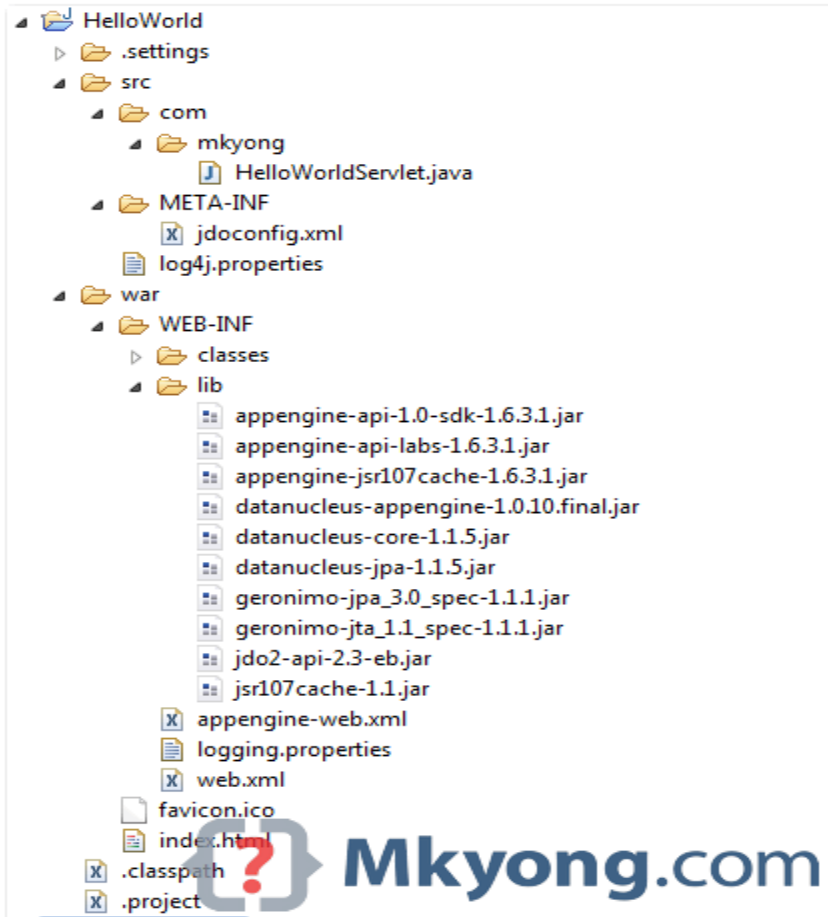 HelloWorld
.settings
src
com
mkyong
HelloWorldServlet.java
META-INF
jdoconfig.xml
log4j.properties
war
WEB-INF
classes
lib
appengine-api-1.0-sdk-1.6.3.1.jar
appengine-api-labs-1.6.3.1.jar
appengine-jsr107cache-1.6.3.1.jar
datanucleus-appengine-1.0.10.final.jar
datanucleus-core-1.1.5.jar
datanucleus-jpa-1.1.5.jar
geronimo-jpa_3.0_spec-1.1.1.jar
geronimo-jta_1.1_spec-1.1.1.jar
jdo2-api-2.3-eb.jar
jsr107cache-1.1.jar
appengine-web.xml
logging.properties
web.xml
favicon.ico
index.html
.classpath
.project
? Mkyong.com